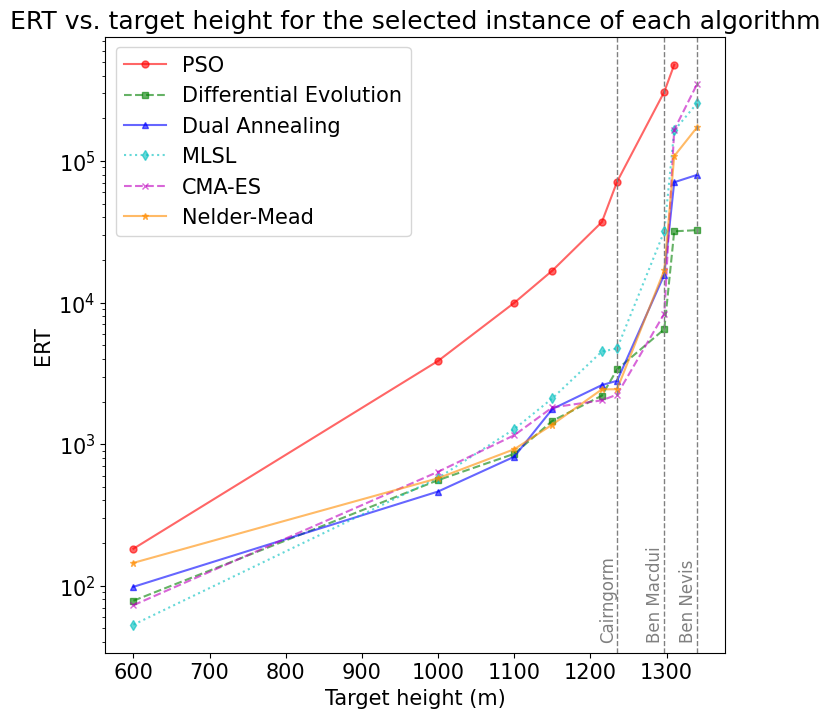 ERT vs. target height for the selected instance of each algorithm
PSO
Differential Evolution
Dual Annealing
MLSL
CMA-ES
Nelder-Mead
10^5
10^4
10^3
10^2
ERT
Cairngorm
Ben Macdui
Ben Nevis
600 700 800 900 1000 1100 1200 1300
Target height (m)